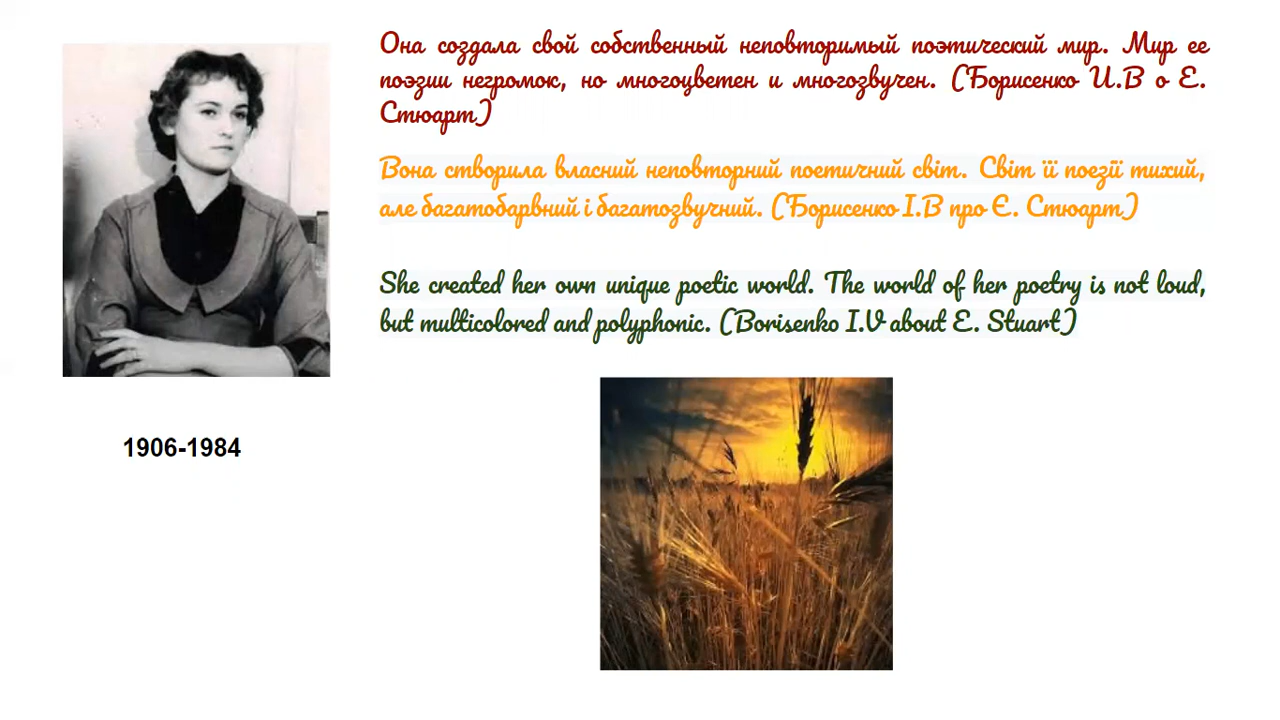 Она создала свой собственный неповторимый поэтический мир. Мир ее
поэзии негромок, но многоцветен и многозвучен. (Борисенко И.В о Е.
Стюарт)
Вона створила власний неповторний поетичний світ. Світ її поезії тихий,
але багатобарвний і багатозвучний. (Борисенко І.В про Є. Стюарт)
She created her own unique poetic world. The world of her poetry is not loud,
but multicolored and polyphonic. (Borisenko I.V about E. Stuart)
1906-1984